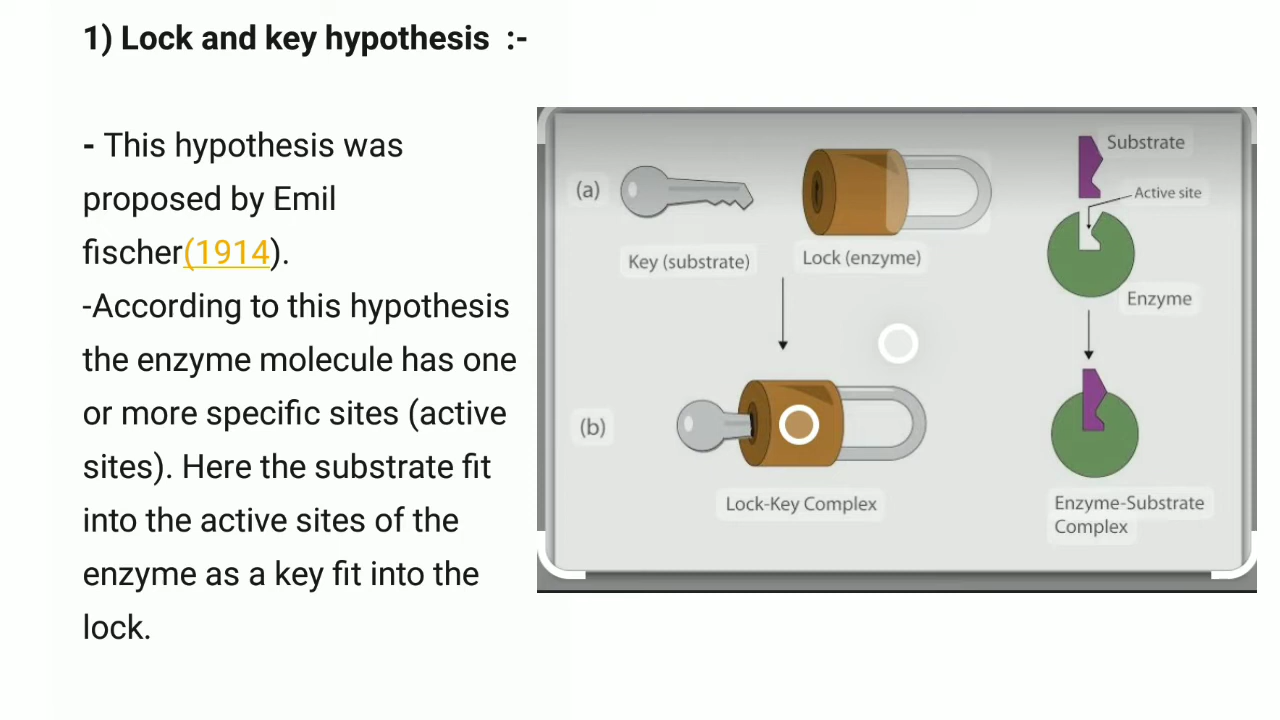 1) Lock and key hypothesis :-
- This hypothesis was
proposed by Emil
fischer(1914).
-According to this hypothesis
the enzyme molecule has one
or more specific sites (active
sites). Here the substrate fit
into the active sites of the
enzyme as a key fit into the
lock.
(a)
Key (substrate)
Lock (enzyme)
Substrate
Active site
Enzyme
(b)
Lock-Key Complex
Enzyme-Substrate
Complex